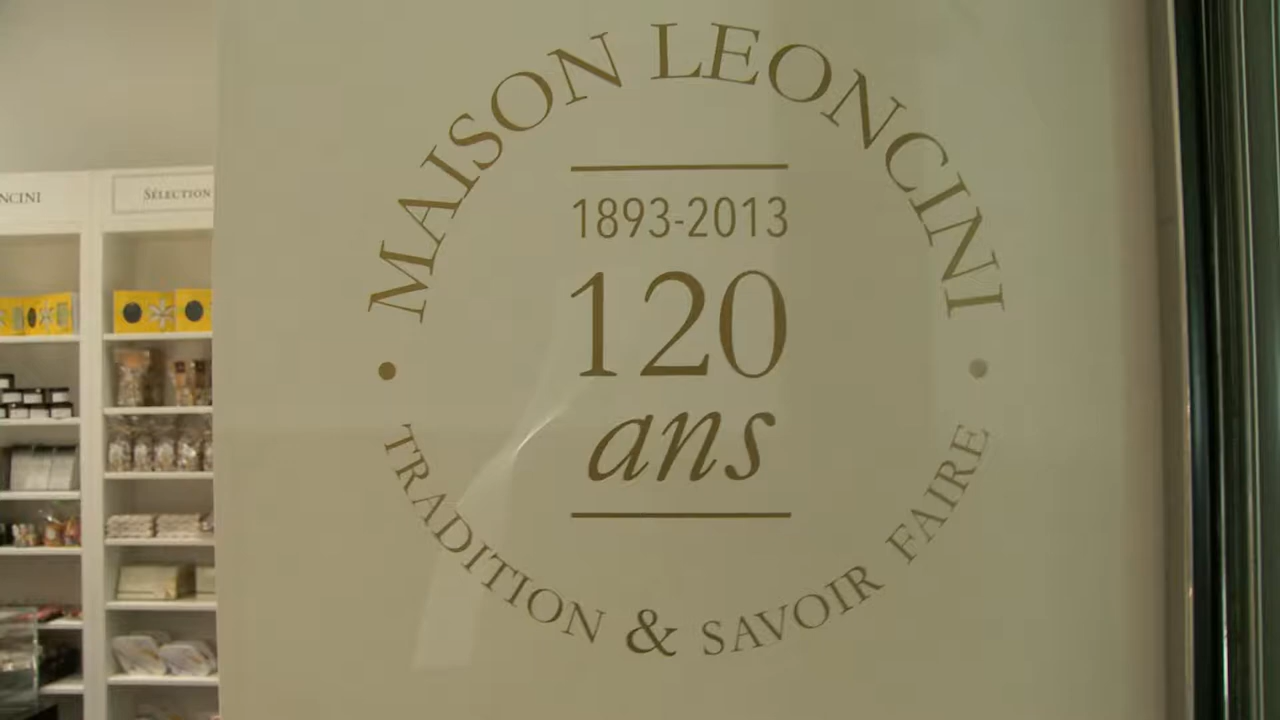 MAISON LEONCINI
1893-2013
120
ans
TRADITION & SAVOIR FAIRE
NCINI
SÉLECTION